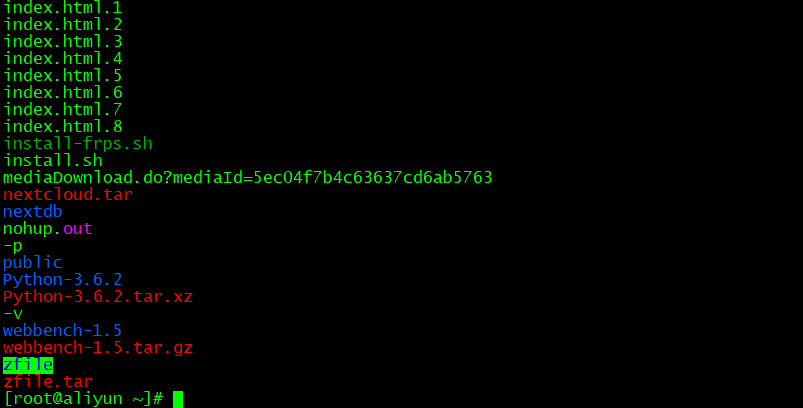 index.html.1
index.html.2
index.html.3
index.html.4
index.html.5
index.html.6
index.html.7
index.html.8
install-frps.sh
install.sh
mediaDownload.do?mediaId=5ec04f7b4c63637cd6ab5763
nextcloud.tar
nextdb
nohup.out
-p
public
Python-3.6.2
Python-3.6.2.tar.xz
-v
webbench-1.5
webbench-1.5.tar.gz
zfile
zfile.tar
[root@aliyun ~]#